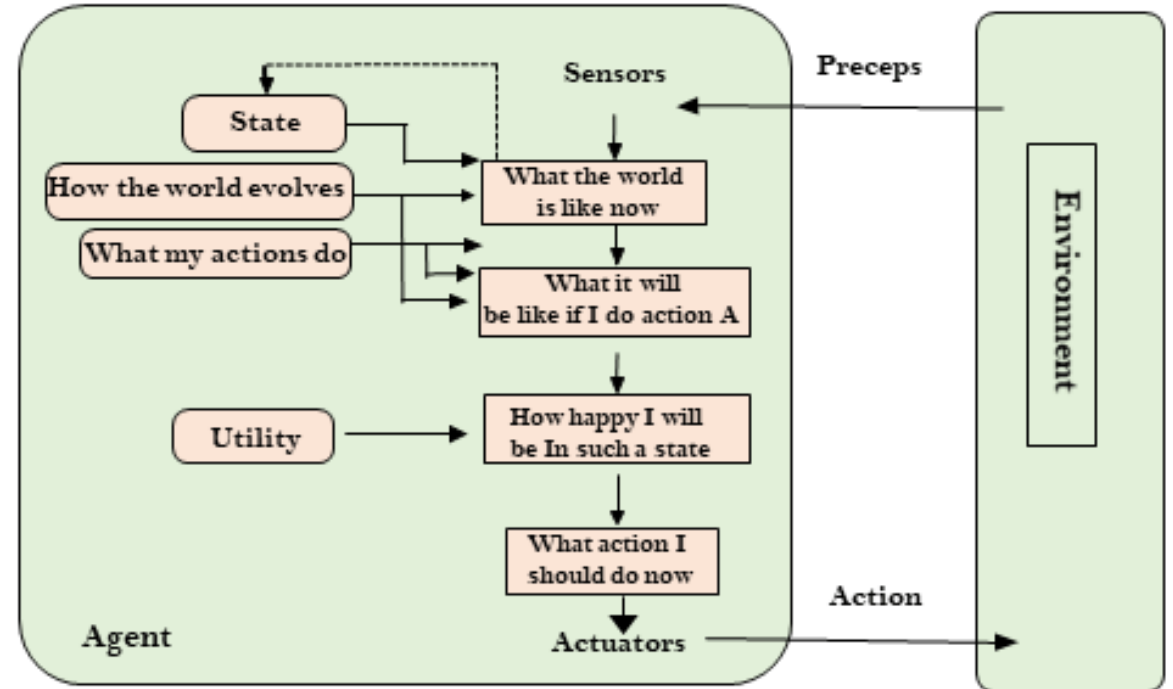 Sensors
Preceps
State
How the world evolves
What the world
is like now
What my actions do
What it will
be like if I do action A
Environment
Utility
How happy I will
be In such a state
What action I
should do now
Action
Agent
Actuators